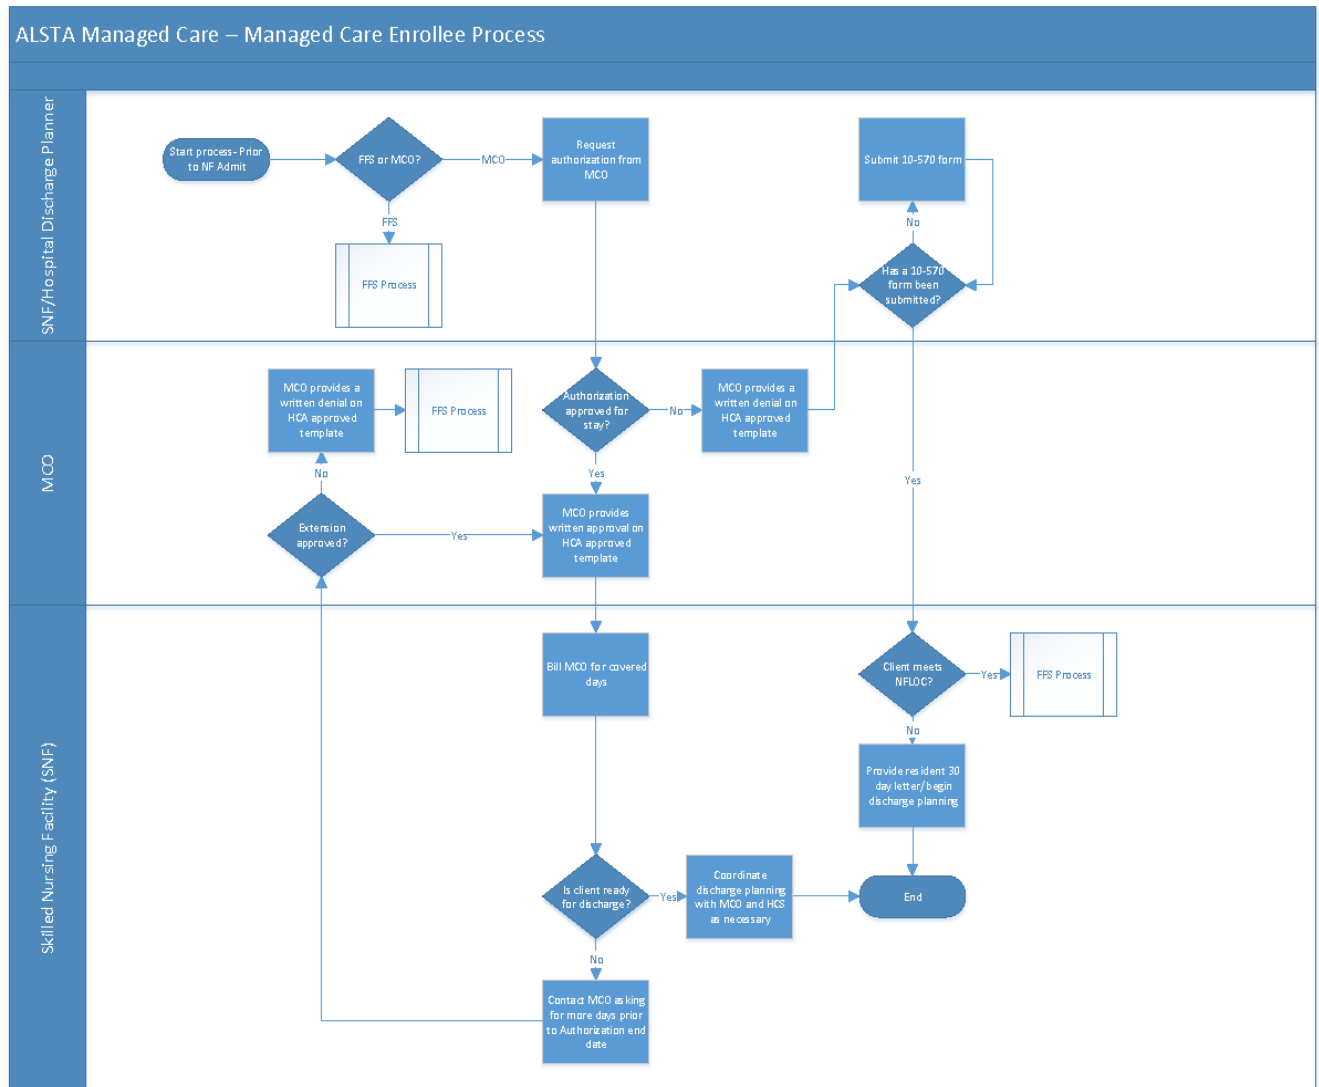 ALSTA Managed Care – Managed Care Enrollee Process
SNF/Hospital Discharge Planner
Start process- Prior
to NF Admit
FFS or MCO?
MCO
Request
authorization from
MCO
Submit 10-570 form
FFS
No
FFS Process
Has a 10-570
form been
submitted?
MCO
MCO provides a
written denial on
HCA approved
template
FFS Process
Authorization
approved for
stay?
No
MCO provides a
written denial on
HCA approved
template
No
Yes
Yes
Extension
approved?
Yes
MCO provides
written approval on
HCA approved
template
Skilled Nursing Facility (SNF)
Bill MCO for covered
days
Client meets
NFLOC?
Yes
FFS Process
No
Provide resident 30
day letter/begin
discharge planning
Is client ready
for discharge?
Yes
Coordinate
discharge planning
with MCO and HCS
as necessary
End
No
Contact MCO asking
for more days prior
to Authorization end
date